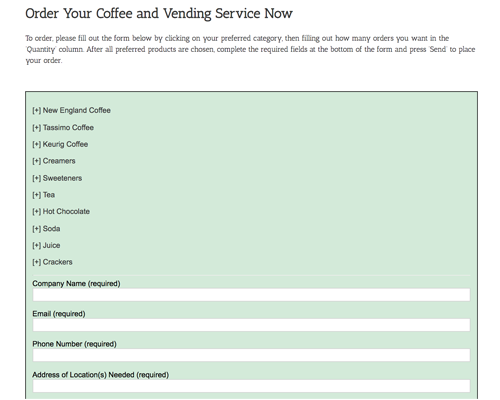 Order Your Coffee and Vending Service Now
To order, please fill out the form below by clicking on your preferred category, then filling out how many orders you want in the
'Quantity' column. After all preferred products are chosen, complete the required fields at the bottom of the form and press 'Send' to place
your order.
[+] New England Coffee
[+] Tassimo Coffee
[+] Keurig Coffee
[+] Creamers
[+] Sweeteners
[+] Tea
[+] Hot Chocolate
[+] Soda
[+] Juice
[+] Crackers
Company Name (required)
Email (required)
Phone Number (required)
Address of Location(s) Needed (required)